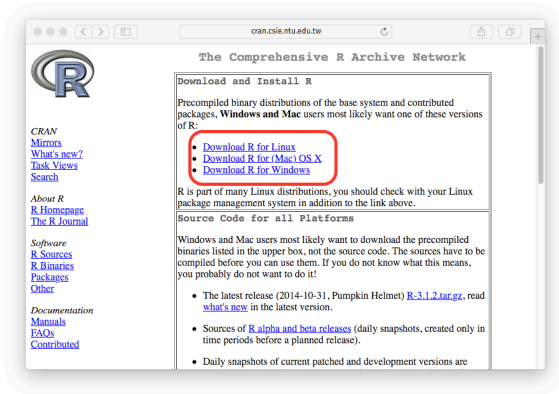 cran.csie.ntu.edu.tw
The Comprehensive R Archive Network
R
CRAN
Mirrors
What's new?
Task Views
Search
About R
R Homepage
The R Journal
Software
R Sources
R Binaries
Packages
Other
Documentation
Manuals
FAQs
Contributed
Download and Install R
Precompiled binary distributions of the base system and contributed
packages, Windows and Mac users most likely want one of these versions
of R:
• Download R for Linux
• Download R for (Mac) OS X
• Download R for Windows
R is part of many Linux distributions, you should check with your Linux
package management system in addition to the link above.
Source Code for all Platforms
Windows and Mac users most likely want to download the precompiled
binaries listed in the upper box, not the source code. The sources have to be
compiled before you can use them. If you do not know what this means,
you probably do not want to do it!
• The latest release (2014-10-31, Pumpkin Helmet) R-3.1.2.tar.gz, read
what's new in the latest version.
• Sources of R alpha and beta releases (daily snapshots, created only in
time periods before a planned release).
• Daily snapshots of current patched and development versions are